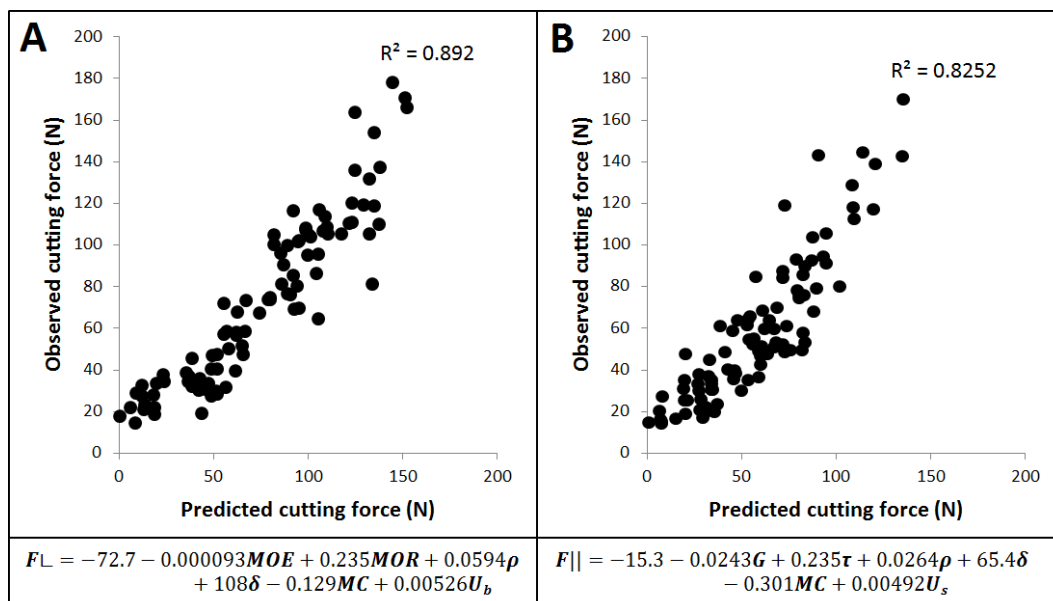 A
R² = 0.892
200
180
160
140
120
100
80
60
40
20
0
Observed cutting force (N)
0 50 100 150 200
Predicted cutting force (N)
B
R² = 0.8252
200
180
160
140
120
100
80
60
40
20
0
Observed cutting force (N)
0 50 100 150 200
Predicted cutting force (N)
F∟ = −72.7 − 0.000093MOE + 0.235MOR + 0.0594ρ
+ 108δ − 0.129MC + 0.00526U_b
F|| = −15.3 − 0.0243G + 0.235τ + 0.0264ρ + 65.4δ
− 0.301MC + 0.00492U_s